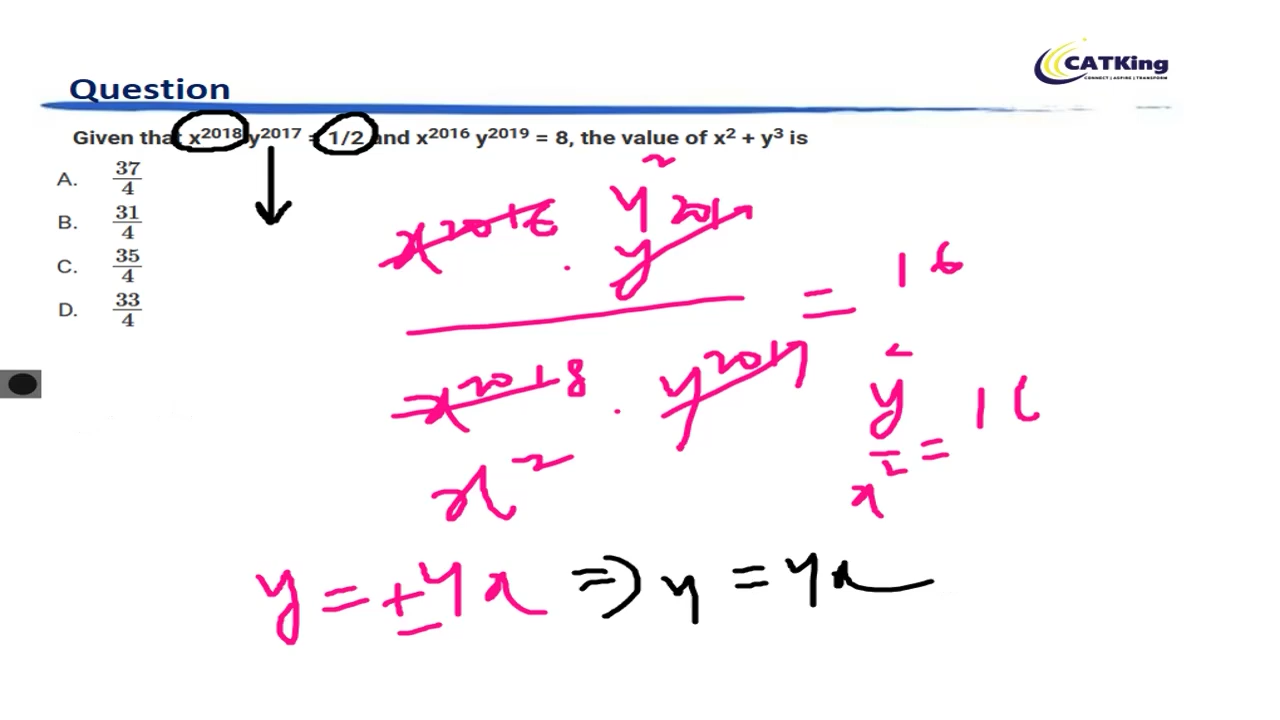 CATKing
CONNECT | ASPIRE | TRANSFORM
Question
Given that x²⁰¹⁸ y²⁰¹⁷ = 1/2 and x²⁰¹⁶ y²⁰¹⁹ = 8, the value of x² + y³ is
A. 37/4
B. 31/4
C. 35/4
D. 33/4
x²⁰¹⁶ . y² y²⁰¹⁷
= 16
x²⁰¹⁸ . y²⁰¹⁷
x²
y²/x² = 16
y = ±4x ⇒ y = 4x